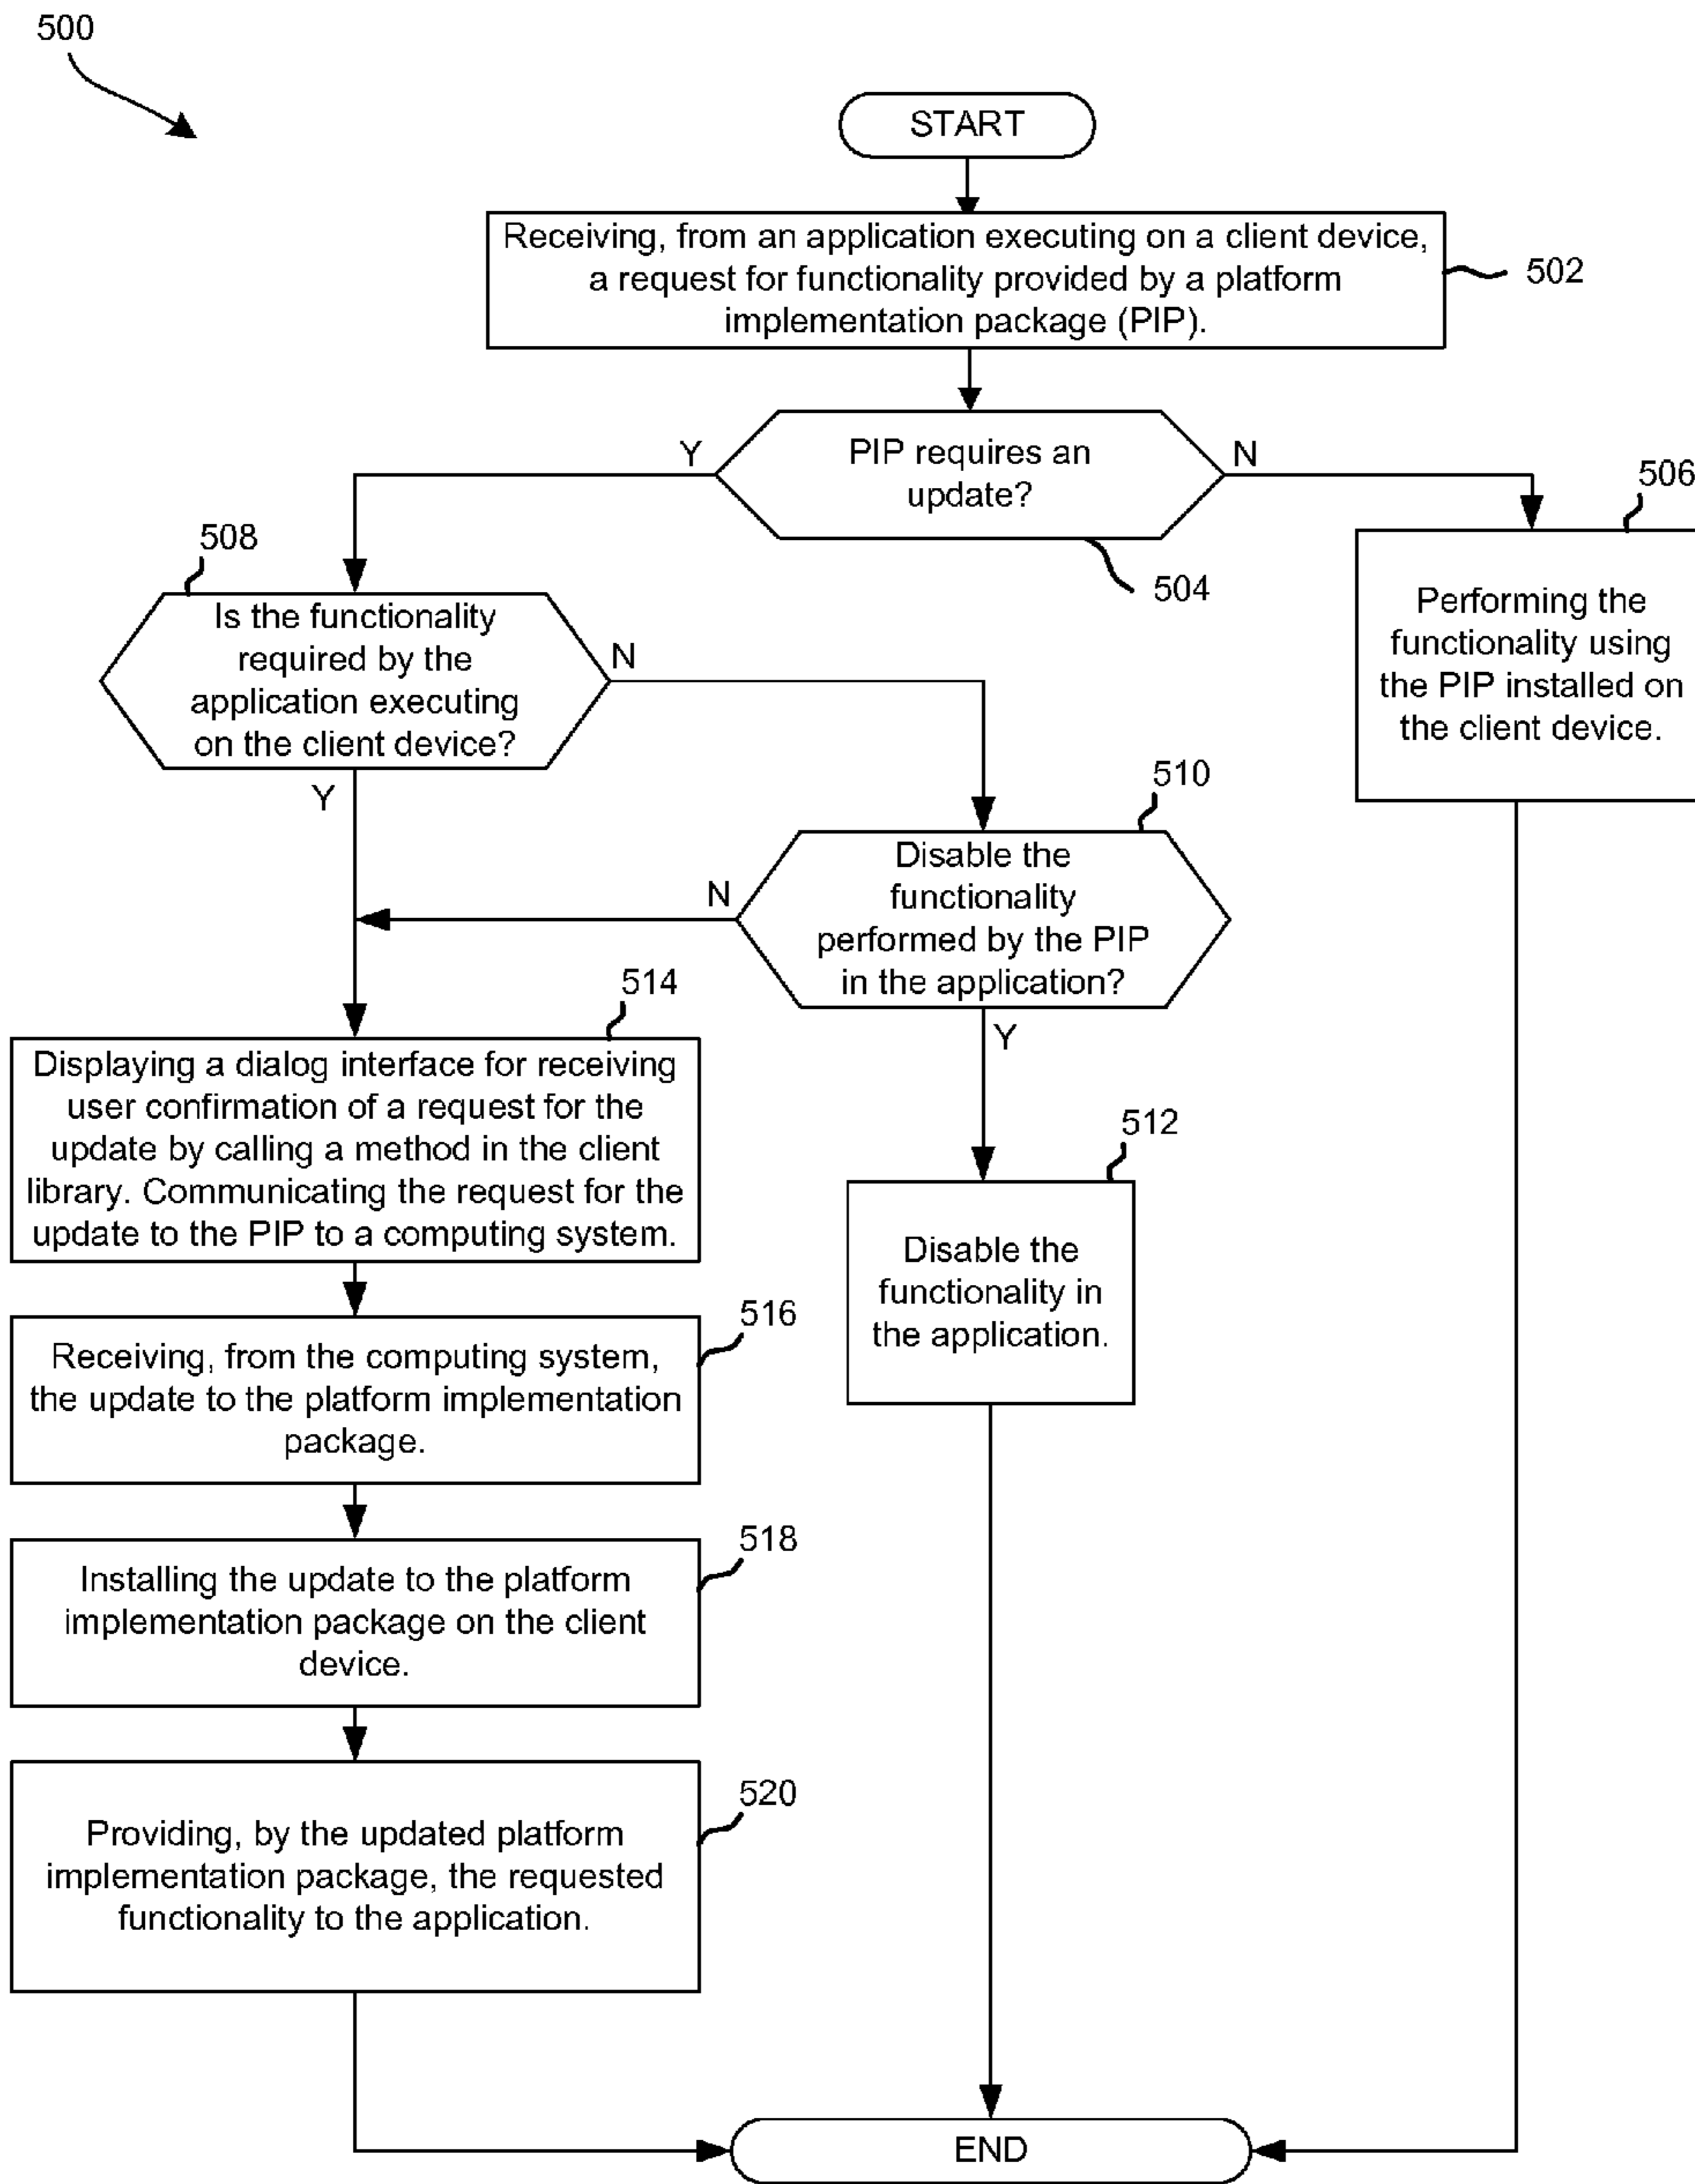 500
START
Receiving, from an application executing on a client device,
a request for functionality provided by a platform
implementation package (PIP).
502
PIP requires an
update?
Y
N
504
506
Performing the
functionality using
the PIP installed on
the client device.
508
Is the functionality
required by the
application executing
on the client device?
N
Y
510
Disable the
functionality
performed by the PIP
in the application?
N
Y
514
Displaying a dialog interface for receiving
user confirmation of a request for the
update by calling a method in the client
library. Communicating the request for the
update to the PIP to a computing system.
512
Disable the
functionality in
the application.
516
Receiving, from the computing system,
the update to the platform implementation
package.
518
Installing the update to the platform
implementation package on the client
device.
520
Providing, by the updated platform
implementation package, the requested
functionality to the application.
END